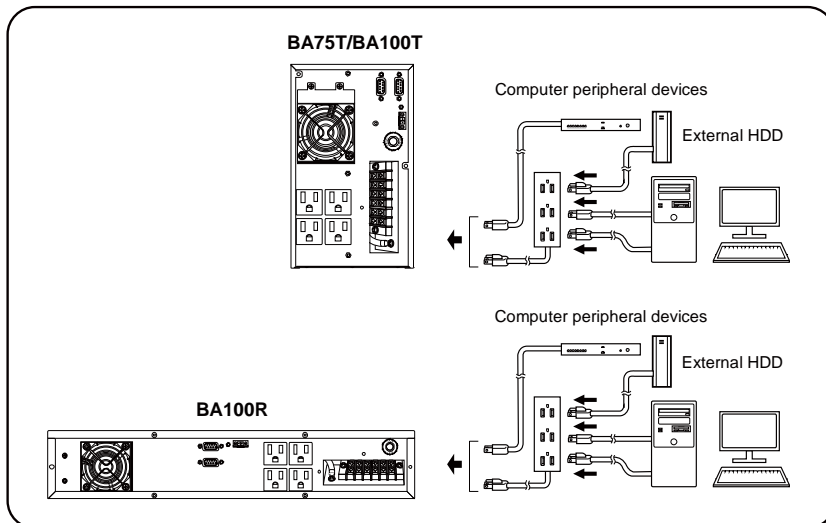 BA75T/BA100T
Computer peripheral devices
External HDD
Computer peripheral devices
External HDD
BA100R